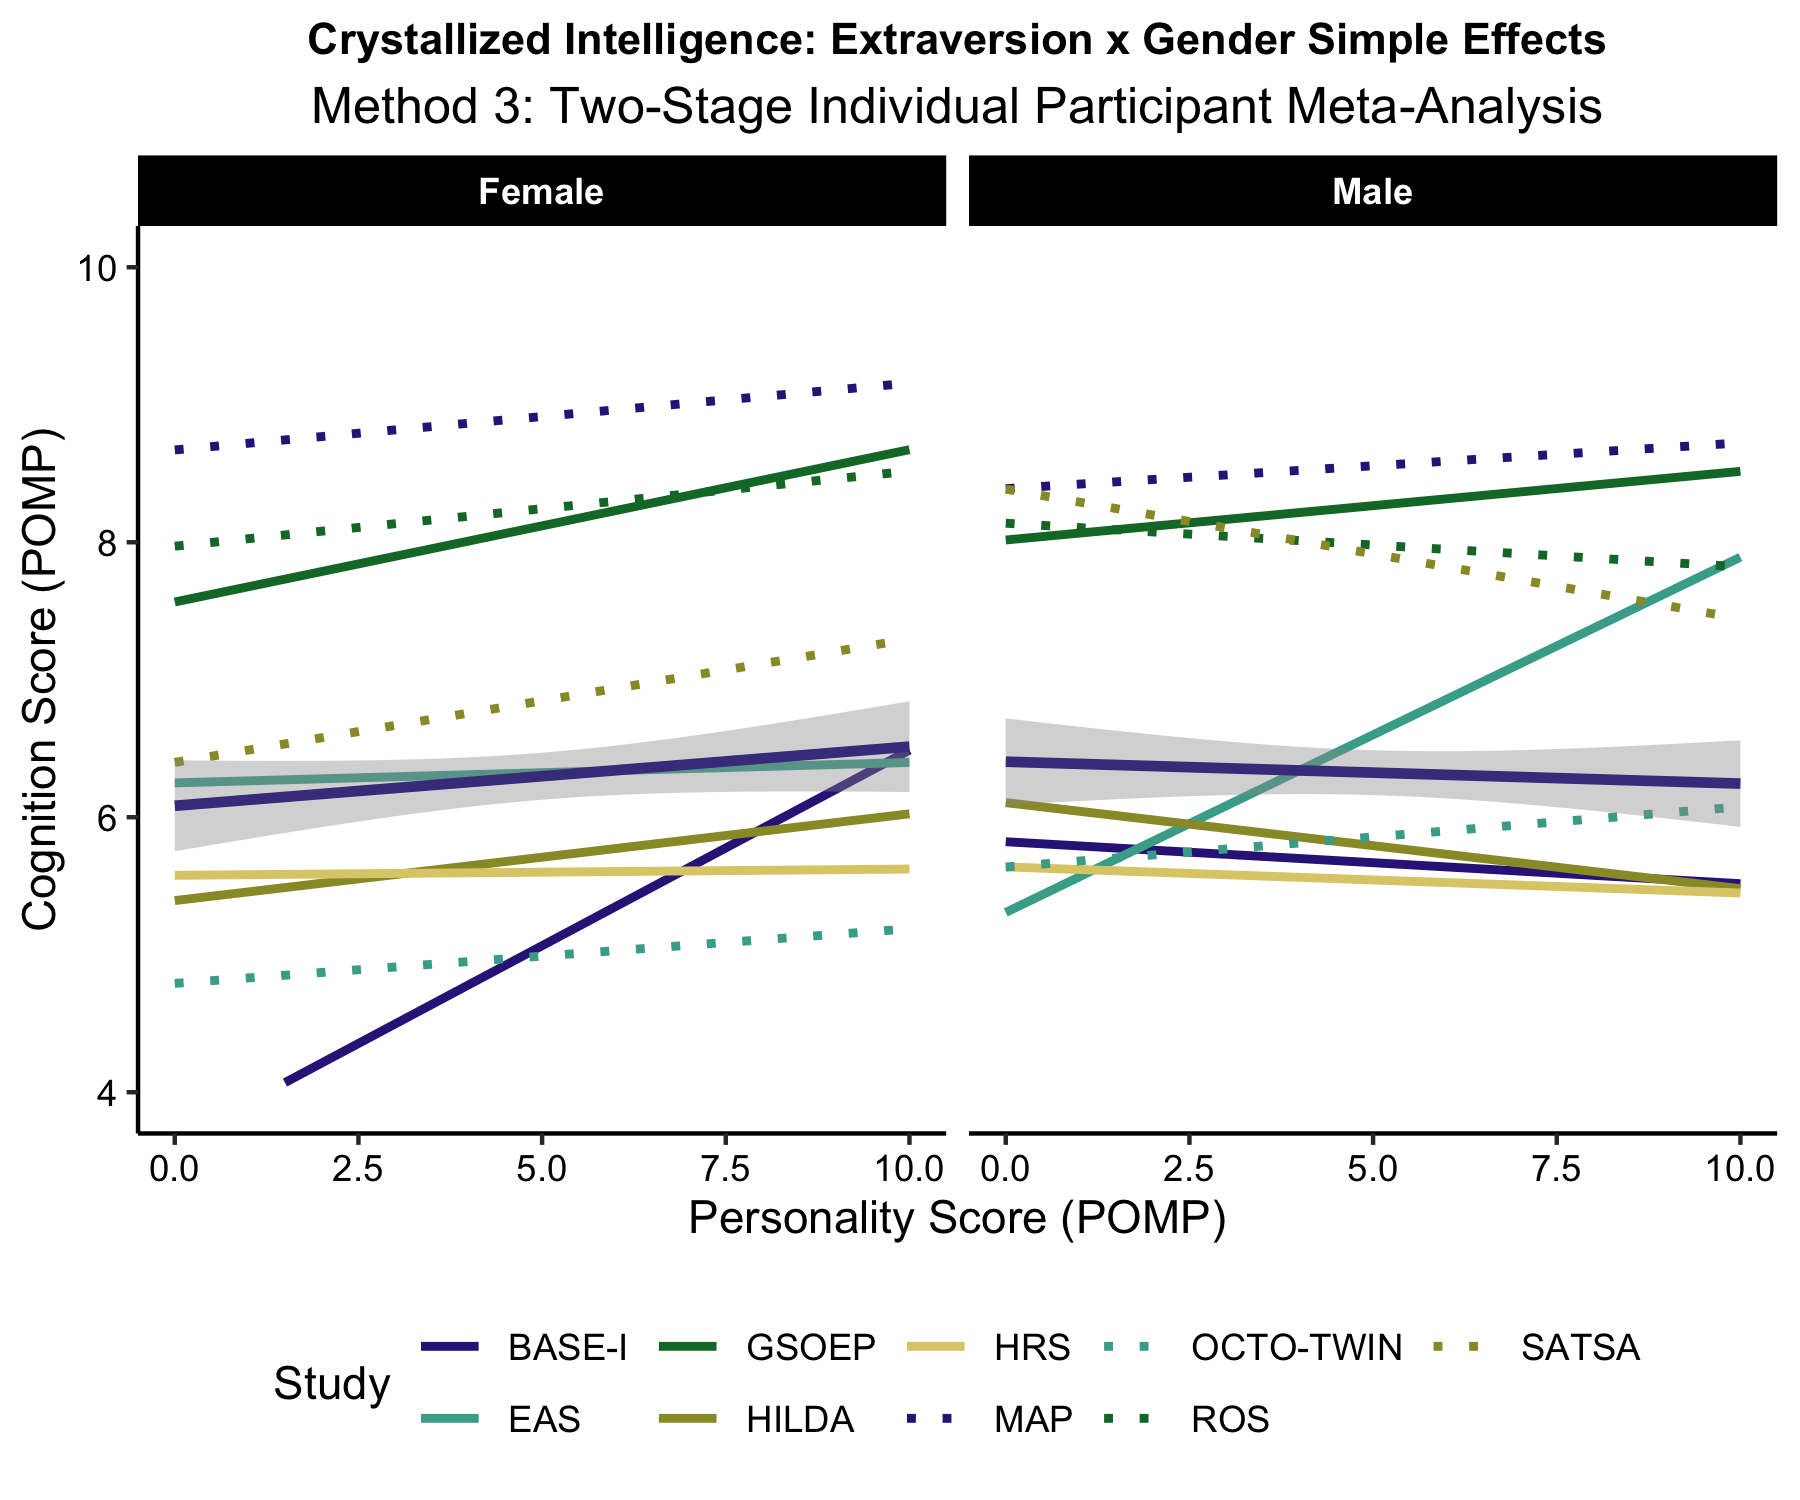 Crystallized Intelligence: Extraversion x Gender Simple Effects
Method 3: Two-Stage Individual Participant Meta-Analysis
Female
Male
Cognition Score (POMP)
10
8
6
4
0.0 2.5 5.0 7.5 10.0
0.0 2.5 5.0 7.5 10.0
Personality Score (POMP)
Study
BASE-I GSOEP HRS OCTO-TWIN SATSA
EAS HILDA MAP ROS